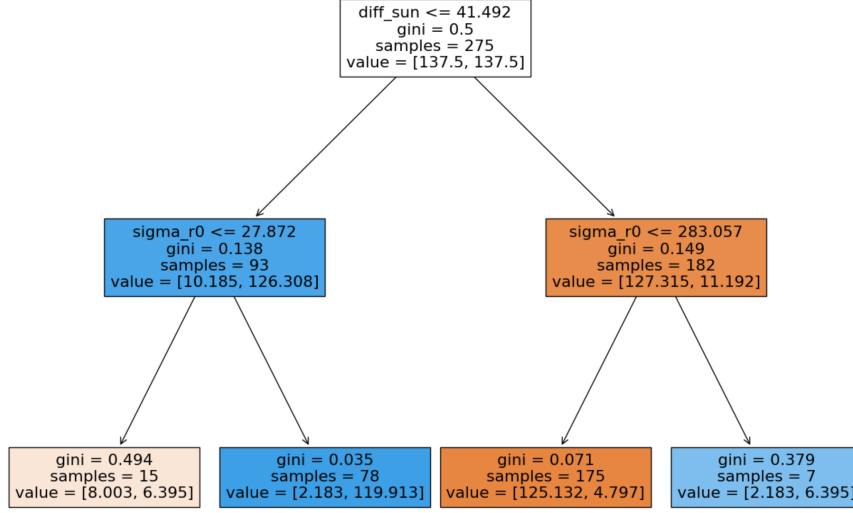 diff_sun <= 41.492
gini = 0.5
samples = 275
value = [137.5, 137.5]
sigma_r0 <= 27.872
gini = 0.138
samples = 93
value = [10.185, 126.308]
sigma_r0 <= 283.057
gini = 0.149
samples = 182
value = [127.315, 11.192]
gini = 0.494
samples = 15
value = [8.003, 6.395]
gini = 0.035
samples = 78
value = [2.183, 119.913]
gini = 0.071
samples = 175
value = [125.132, 4.797]
gini = 0.379
samples = 7
value = [2.183, 6.395]